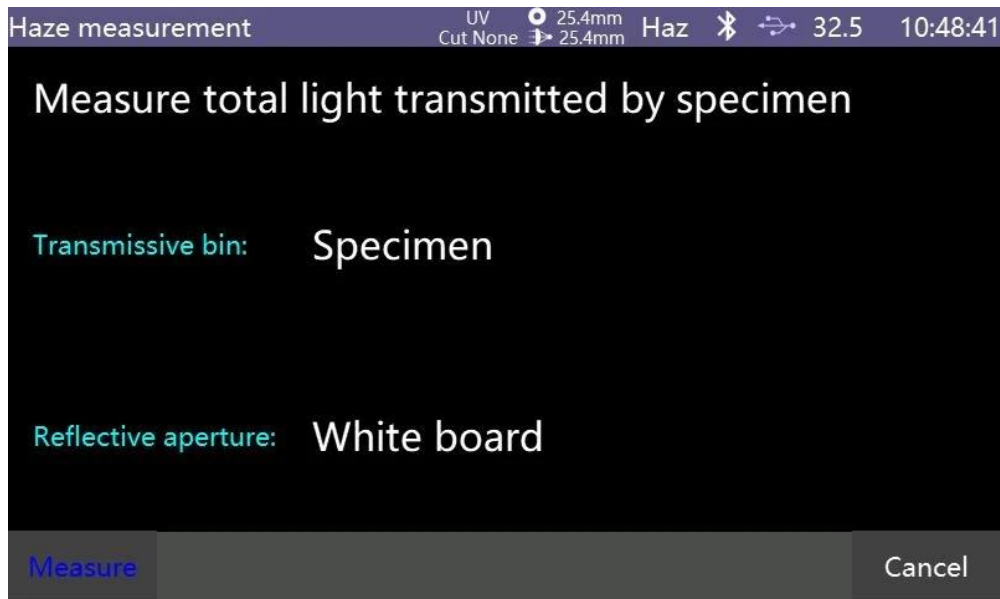 Haze measurement UV 25.4mm Haz 32.5 10:48:41
Cut None 25.4mm
Measure total light transmitted by specimen
Transmissive bin: Specimen
Reflective aperture: White board
Measure Cancel